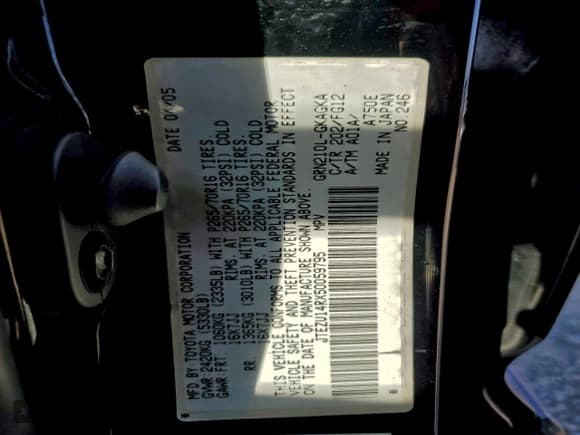 MFD. BY TOYOTA MOTOR CORPORATION
DATE /05
GVWR: 2420KG (5330LB)
GAWR: FRT 1060KG (2335LB) WITH P265/70R16 TIRES.
16X7JJ RIMS. AT 220KPA (32PSI) COLD
RR 1365KG (3010LB) WITH P265/70R16 TIRES.
16X7JJ RIMS. AT 220KPA (32PSI) COLD
THIS VEHICLE CONFORMS TO ALL APPLICABLE FEDERAL MOTOR
VEHICLE SAFETY AND THEFT PREVENTION STANDARDS IN EFFECT
ON THE DATE OF MANUFACTURE SHOWN ABOVE.
JTEZU14RX50059795 MPV
GRN210L-GKAGKA
C/TR 202/FG12
A/TM A01A/
A750E
MADE IN JAPAN
NO.246